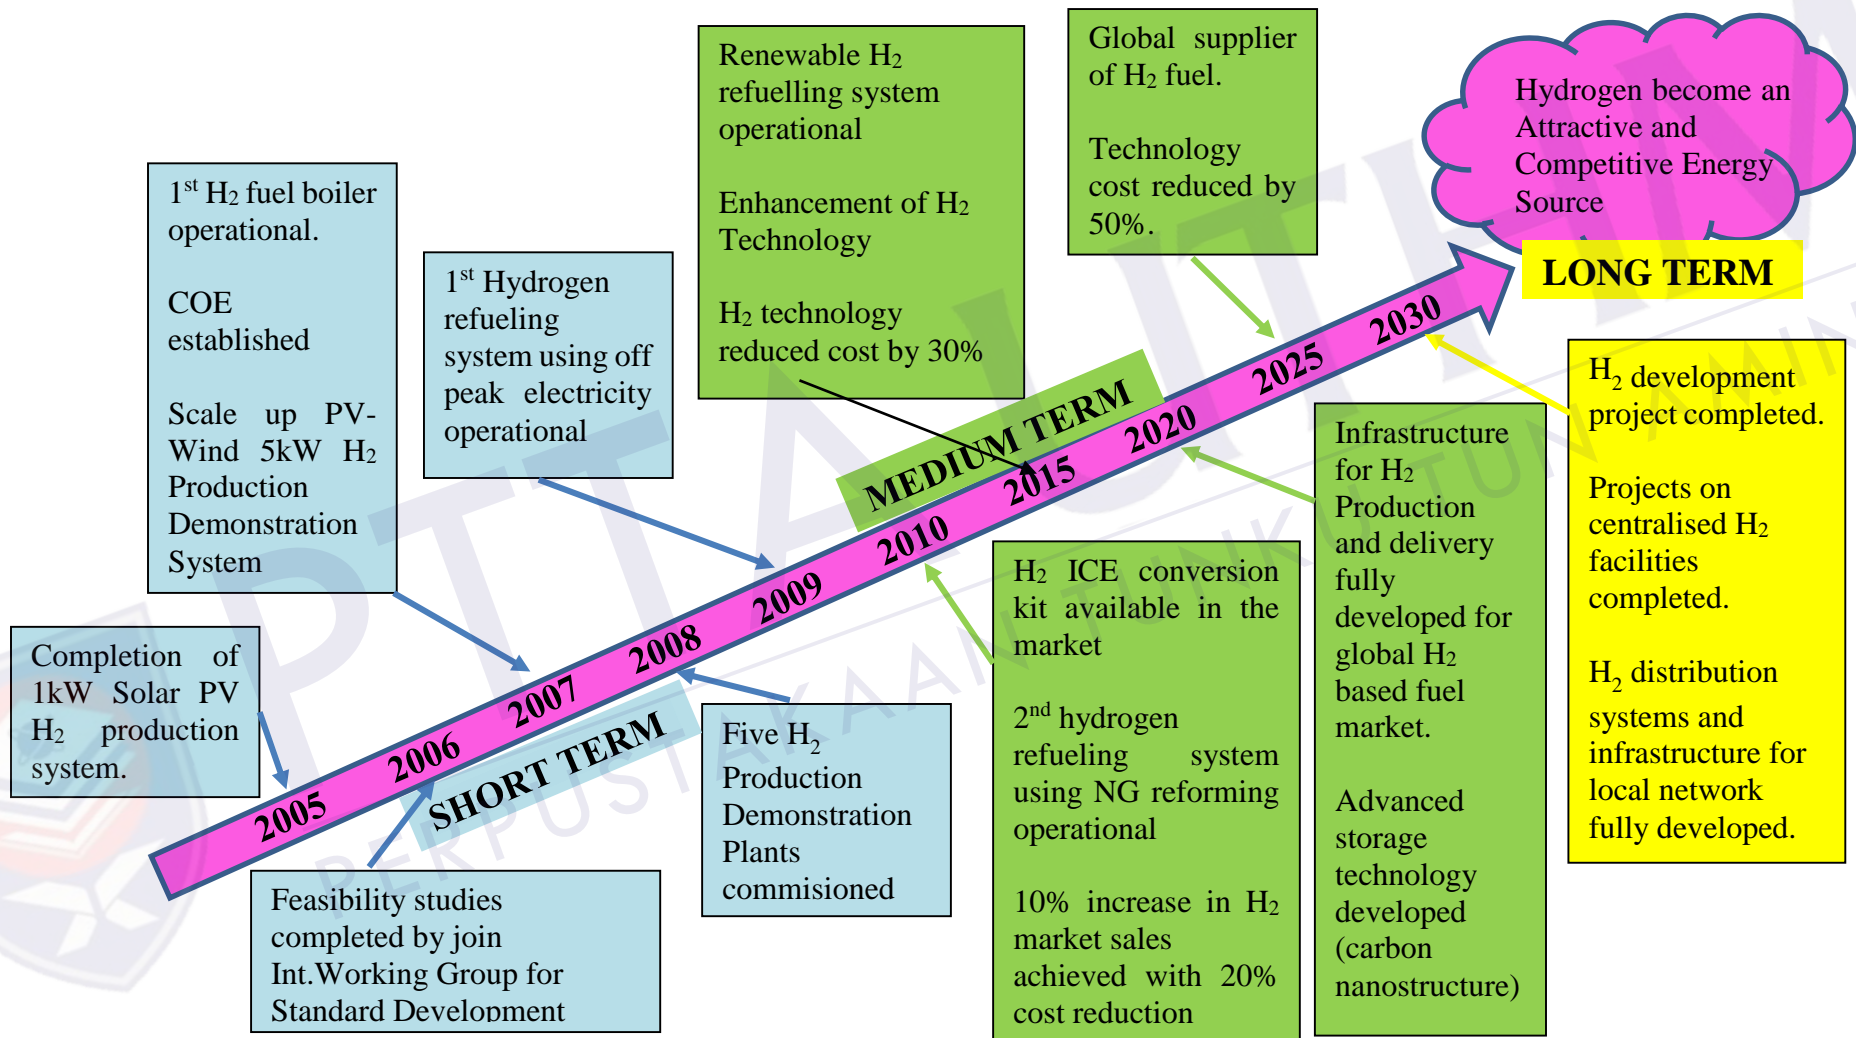 Renewable H2
refuelling system
operational
Enhancement of H2
Technology
H2 technology
reduced cost by 30%
Global supplier
of H2 fuel.
Technology
cost reduced by
50%.
Hydrogen become an
Attractive and
Competitive Energy
Source
LONG TERM
1st H2 fuel boiler
operational.
COE
established
Scale up PV-
Wind 5kW H2
Production
Demonstration
System
1st Hydrogen
refueling
system using off
peak electricity
operational
MEDIUM TERM
Completion of
1kW Solar PV
H2 production
system.
2005
2006
2007
2008
2009
2010
2015
2020
2025
2030
SHORT TERM
Feasibility studies
completed by join
Int.Working Group for
Standard Development
Five H2
Production
Demonstration
Plants
commisioned
H2 ICE conversion
kit available in the
market
2nd hydrogen
refueling system
using NG reforming
operational
10% increase in H2
market sales
achieved with 20%
cost reduction
Infrastructure
for H2
Production
and delivery
fully
developed for
global H2
based fuel
market.
Advanced
storage
technology
developed
(carbon
nanostructure)
H2 development
project completed.
Projects on
centralised H2
facilities
completed.
H2 distribution
systems and
infrastructure for
local network
fully developed.
PTTA UTHM
PERPUSTAKAAN TUNKU TUN AMIN